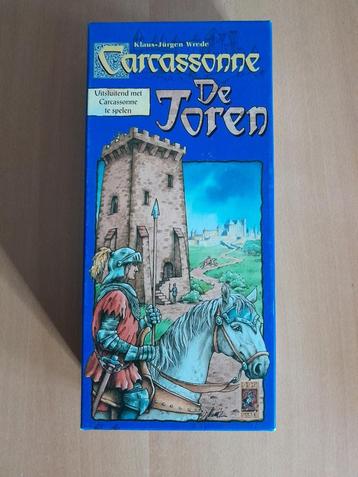 Klaus-Jürgen Wrede
Carcassonne
Uitsluitend met
Carcassonne
te spelen
De
Toren